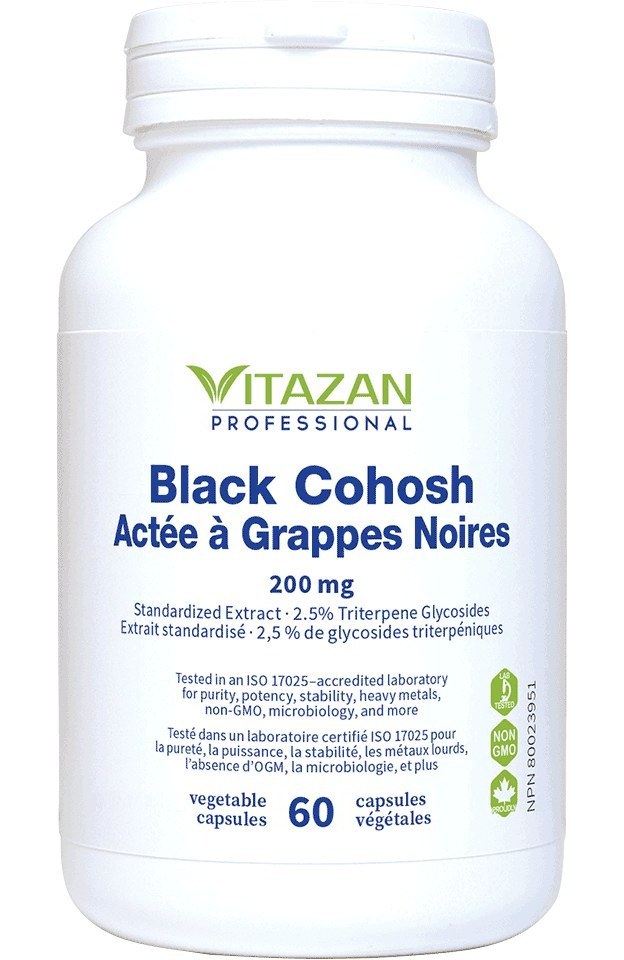 VITAZAN
PROFESSIONAL
Black Cohosh
Actée à Grappes Noires
200 mg
Standardized Extract · 2.5% Triterpene Glycosides
Extrait standardisé · 2,5 % de glycosides triterpéniques
Tested in an ISO 17025–accredited laboratory
for purity, potency, stability, heavy metals,
non-GMO, microbiology, and more
Testé dans un laboratoire certifié ISO 17025 pour
la pureté, la puissance, la stabilité, les métaux lourds,
l’absence d’OGM, la microbiologie, et plus
vegetable
capsules
60
capsules
végétales
LAB
TESTED
NON
GMO
PROUDLY
NPN 80023951